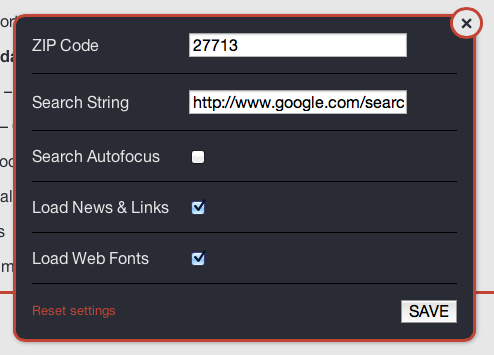 ZIP Code 27713
Search String http://www.google.com/searc
Search Autofocus
Load News & Links
Load Web Fonts
Reset settings SAVE